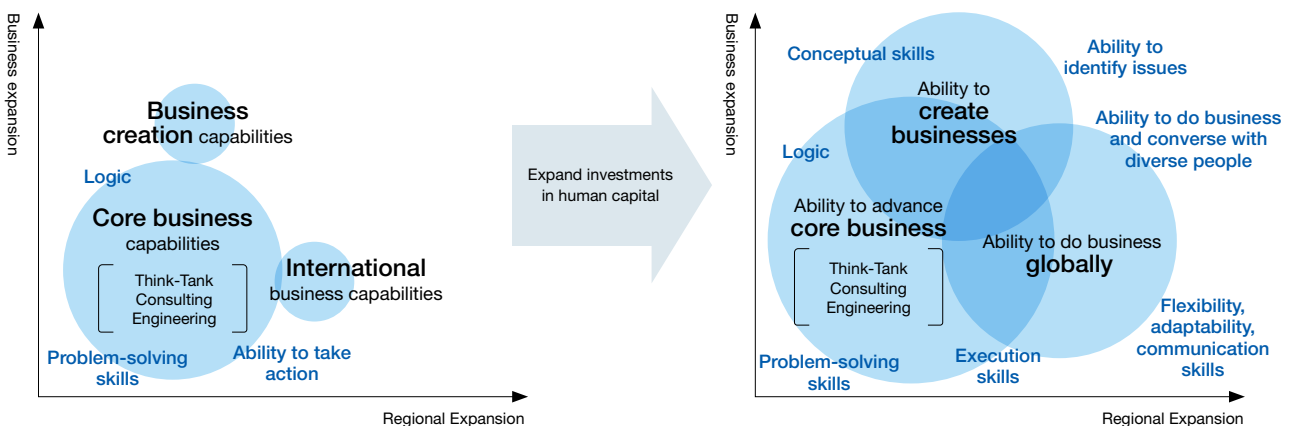 Business expansion
Business
creation capabilities
Logic
Core business
capabilities
Think-Tank
Consulting
Engineering
International
business capabilities
Problem-solving
skills
Ability to take
action
Regional Expansion
Expand investments
in human capital
Business expansion
Conceptual skills
Ability to
identify issues
Ability to
create
businesses
Ability to do business
and converse with
diverse people
Logic
Ability to advance
core business
Think-Tank
Consulting
Engineering
Ability to do business
globally
Flexibility,
adaptability,
communication
skills
Problem-solving
skills
Execution
skills
Regional Expansion